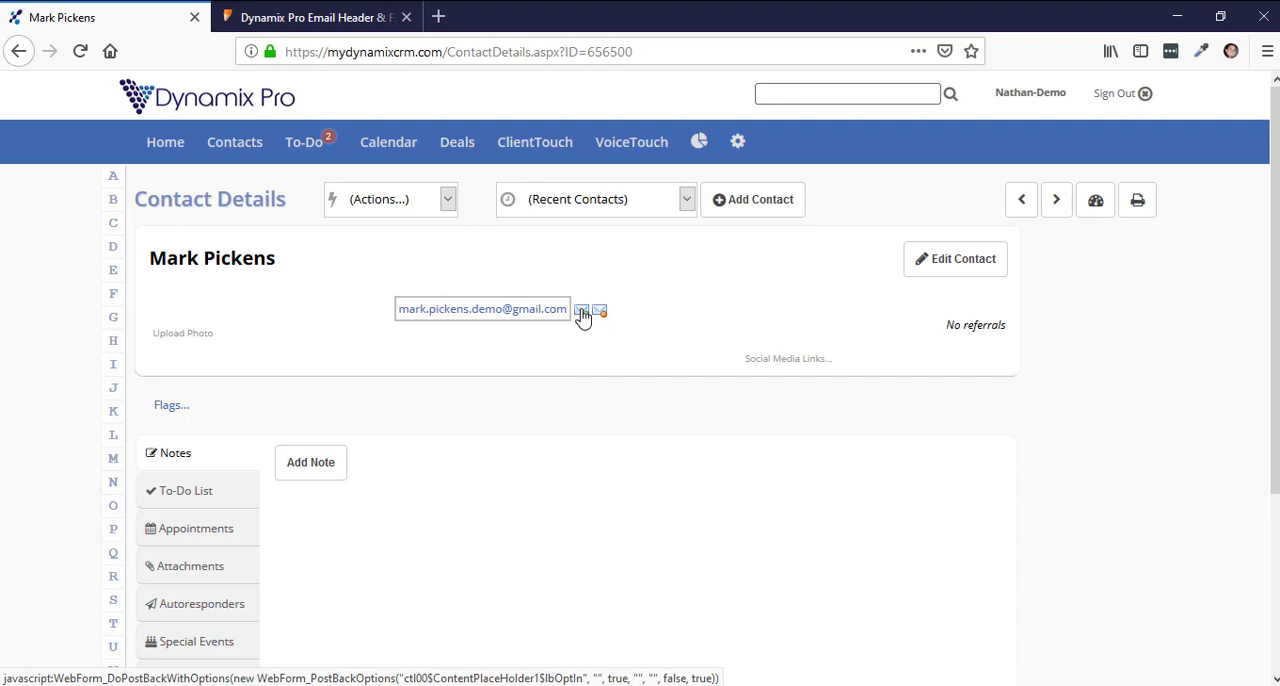 Mark Pickens
Dynamix Pro Email Header & F
https://mydynamixcrm.com/ContactDetails.aspx?ID=656500
Dynamix Pro
Nathan-Demo
Sign Out
Home
Contacts
To-Do
2
Calendar
Deals
ClientTouch
VoiceTouch
Contact Details
(Actions...)
(Recent Contacts)
Add Contact
Mark Pickens
Edit Contact
mark.pickens.demo@gmail.com
No referrals
Upload Photo
Social Media Links...
Flags...
A
B
C
D
E
F
G
H
I
J
K
L
M
N
O
P
Q
R
S
T
U
Notes
Add Note
To-Do List
Appointments
Attachments
Autoresponders
Special Events
javascript:WebForm_DoPostBackWithOptions(new WebForm_PostBackOptions("ctl00$ContentPlaceHolder1$lbOptIn", "", true, "", "", false, true))